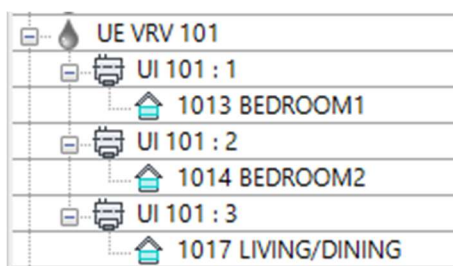 UE VRV 101
UI 101 : 1
1013 BEDROOM1
UI 101 : 2
1014 BEDROOM2
UI 101 : 3
1017 LIVING/DINING